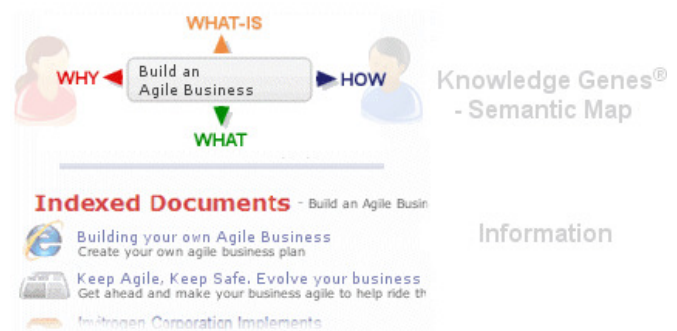 WHAT-IS
WHY
Build an
Agile Business
HOW
WHAT
Knowledge Genes®
- Semantic Map
Indexed Documents - Build an Agile Busin
Building your own Agile Business
Create your own agile business plan
Keep Agile, Keep Safe. Evolve your business
Get ahead and make your business agile to help ride th
Information
Invitrogen Corporation Implements